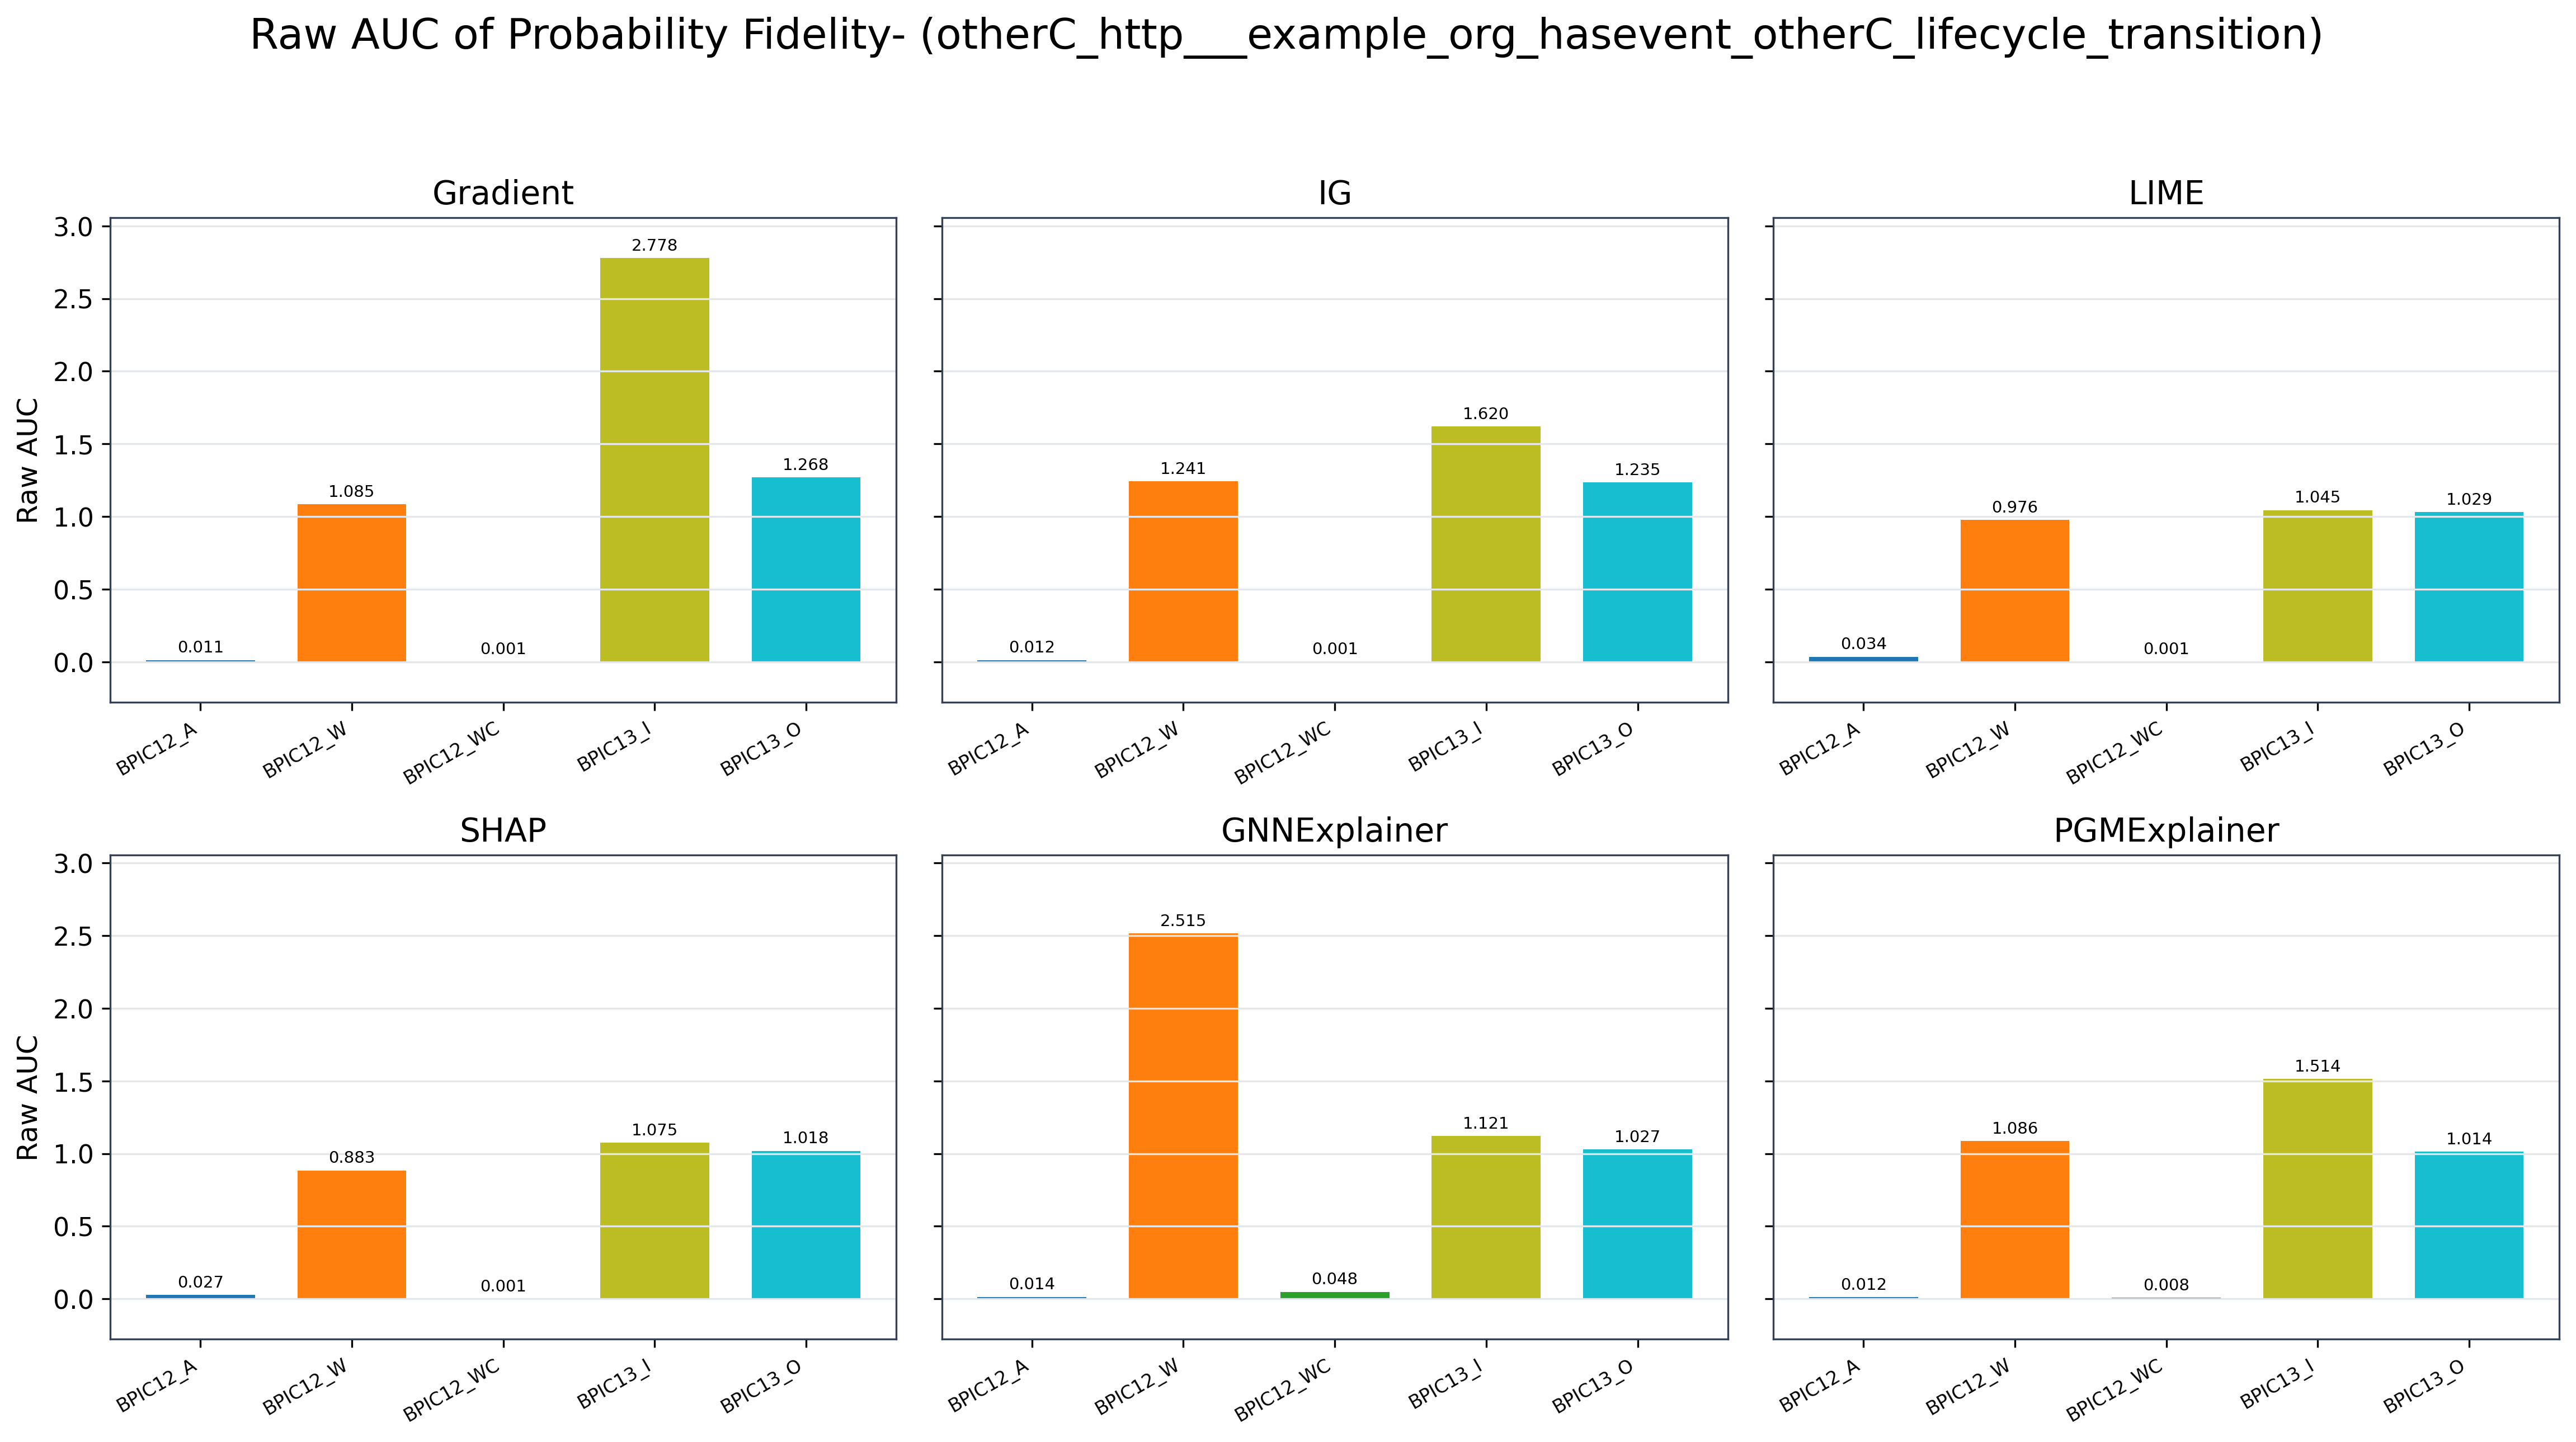 Raw AUC of Probability Fidelity- (otherC_http___example_org_hasevent_otherC_lifecycle_transition)
Gradient
Raw AUC
3.0
2.5
2.0
1.5
1.0
0.5
0.0
0.011
1.085
0.001
2.778
1.268
BPIC12_A
BPIC12_W
BPIC12_WC
BPIC13_I
BPIC13_O
IG
0.012
1.241
0.001
1.620
1.235
BPIC12_A
BPIC12_W
BPIC12_WC
BPIC13_I
BPIC13_O
LIME
0.034
0.976
0.001
1.045
1.029
BPIC12_A
BPIC12_W
BPIC12_WC
BPIC13_I
BPIC13_O
SHAP
Raw AUC
3.0
2.5
2.0
1.5
1.0
0.5
0.0
0.027
0.883
0.001
1.075
1.018
BPIC12_A
BPIC12_W
BPIC12_WC
BPIC13_I
BPIC13_O
GNNExplainer
0.014
2.515
0.048
1.121
1.027
BPIC12_A
BPIC12_W
BPIC12_WC
BPIC13_I
BPIC13_O
PGMExplainer
0.012
1.086
0.008
1.514
1.014
BPIC12_A
BPIC12_W
BPIC12_WC
BPIC13_I
BPIC13_O